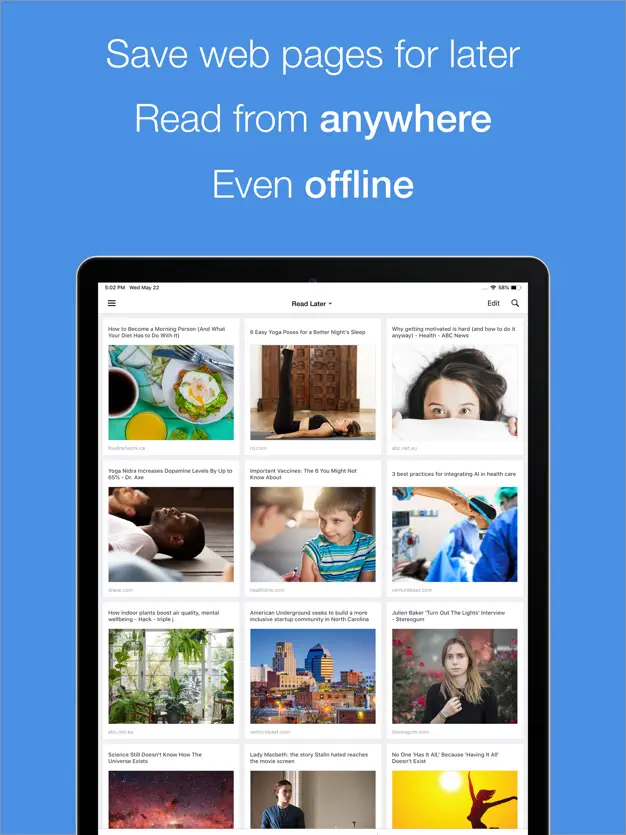 Save web pages for later
Read from anywhere
Even offline
5:02 PM Wed May 22
58%
Read Later
Edit
How to Become a Morning Person (And What
Your Diet Has to Do With It)
foodnetwork.ca
6 Easy Yoga Poses for a Better Night's Sleep
Why getting motivated is hard (and how to do it
anyway) - Health - ABC News
abc.net.au
Yoga Nidra Increases Dopamine Levels By Up to
65% - Dr. Axe
draxe.com
Important Vaccines: The 6 You Might Not
Know About
healthline.com
3 best practices for integrating AI in health care
venturebeat.com
How indoor plants boost air quality, mental
wellbeing - Hack - triple j
abc.net.au
American Underground seeks to build a more
inclusive startup community in North Carolina
venturebeat.com
Julien Baker 'Turn Out The Lights' Interview
- Stereogum
stereogum.com
Science Still Doesn't Know How The
Universe Exists
Lady Macbeth: the story Stalin hated reaches
the movie screen
No One 'Has It All,' Because 'Having It All'
Doesn't Exist